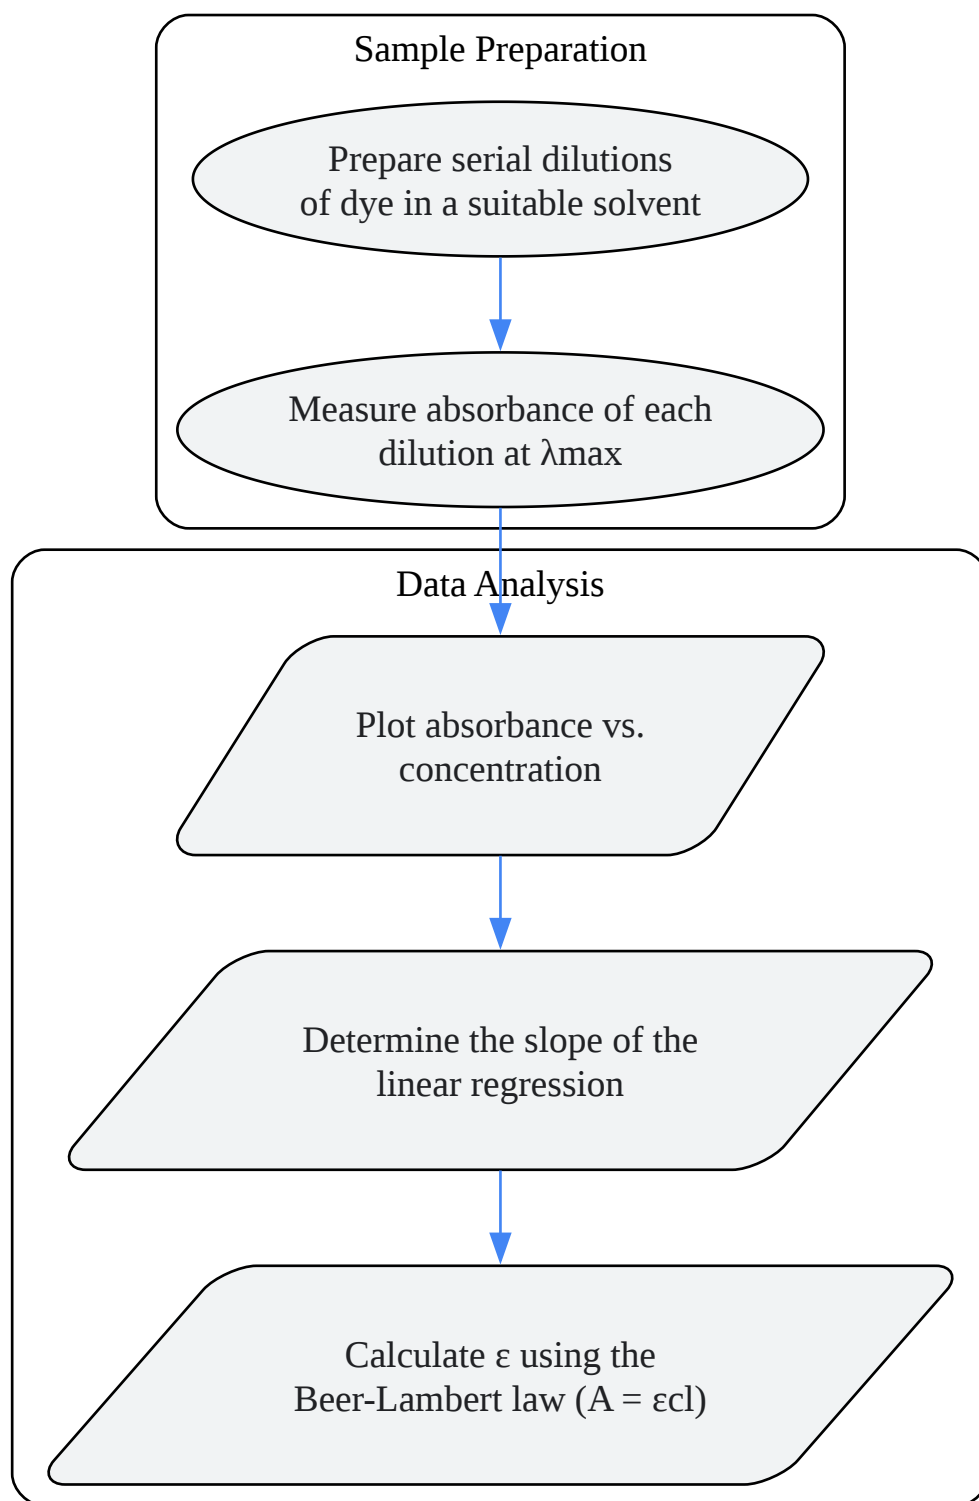 Sample Preparation
Prepare serial dilutions
of dye in a suitable solvent
Measure absorbance of each
dilution at λmax
Data Analysis
Plot absorbance vs.
concentration
Determine the slope of the
linear regression
Calculate ε using the
Beer-Lambert law (A = εcl)